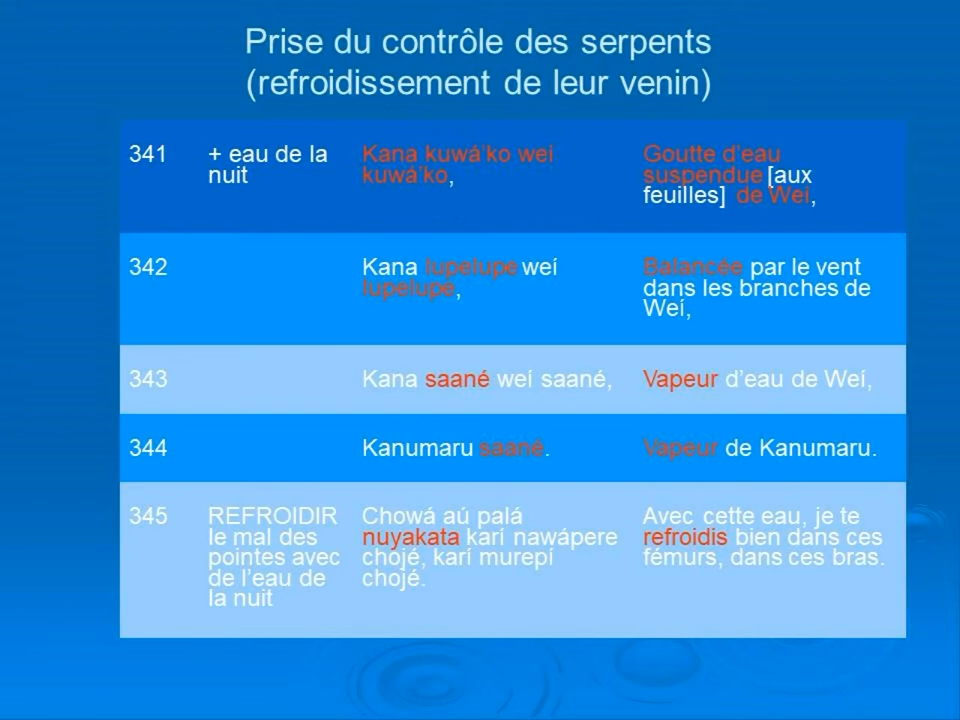 Prise du contrôle des serpents
(refroidissement de leur venin)
341
+ eau de la
nuit
Kana kuwá'ko wei
kuwá'ko,
Goutte d'eau
suspendue [aux
feuilles] de Weí,
342
Kana lupelupe weí
lupelupe,
Balancée par le vent
dans les branches de
Weí,
343
Kana saané weí saané,
Vapeur d'eau de Weí,
344
Kanumaru saané.
Vapeur de Kanumaru.
345
REFROIDIR
le mal des
pointes avec
de l'eau de
la nuit
Chowá aú palá
nuyakata karí nawápere
chojé, karí murepí
chojé.
Avec cette eau, je te
refroidis bien dans ces
fémurs, dans ces bras.